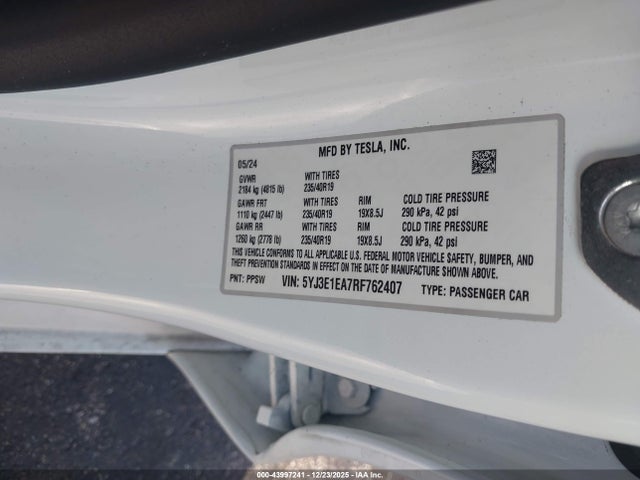 MFD BY TESLA, INC.
05/24
GVWR WITH TIRES
2184 kg (4815 lb) 235/40R19
GAWR FRT WITH TIRES RIM COLD TIRE PRESSURE
1110 kg (2447 lb) 235/40R19 19X8.5J 290 kPa, 42 psi
GAWR RR WITH TIRES RIM COLD TIRE PRESSURE
1260 kg (2778 lb) 235/40R19 19X8.5J 290 kPa, 42 psi
THIS VEHICLE CONFORMS TO ALL APPLICABLE U.S. FEDERAL MOTOR VEHICLE SAFETY, BUMPER, AND
THEFT PREVENTION STANDARDS IN EFFECT ON THE DATE OF MANUFACTURE SHOWN ABOVE.
PNT: PPSW VIN: 5YJ3E1EA7RF762407 TYPE: PASSENGER CAR
000-43997241 - 12/23/2025 - https://www.iaai.com/